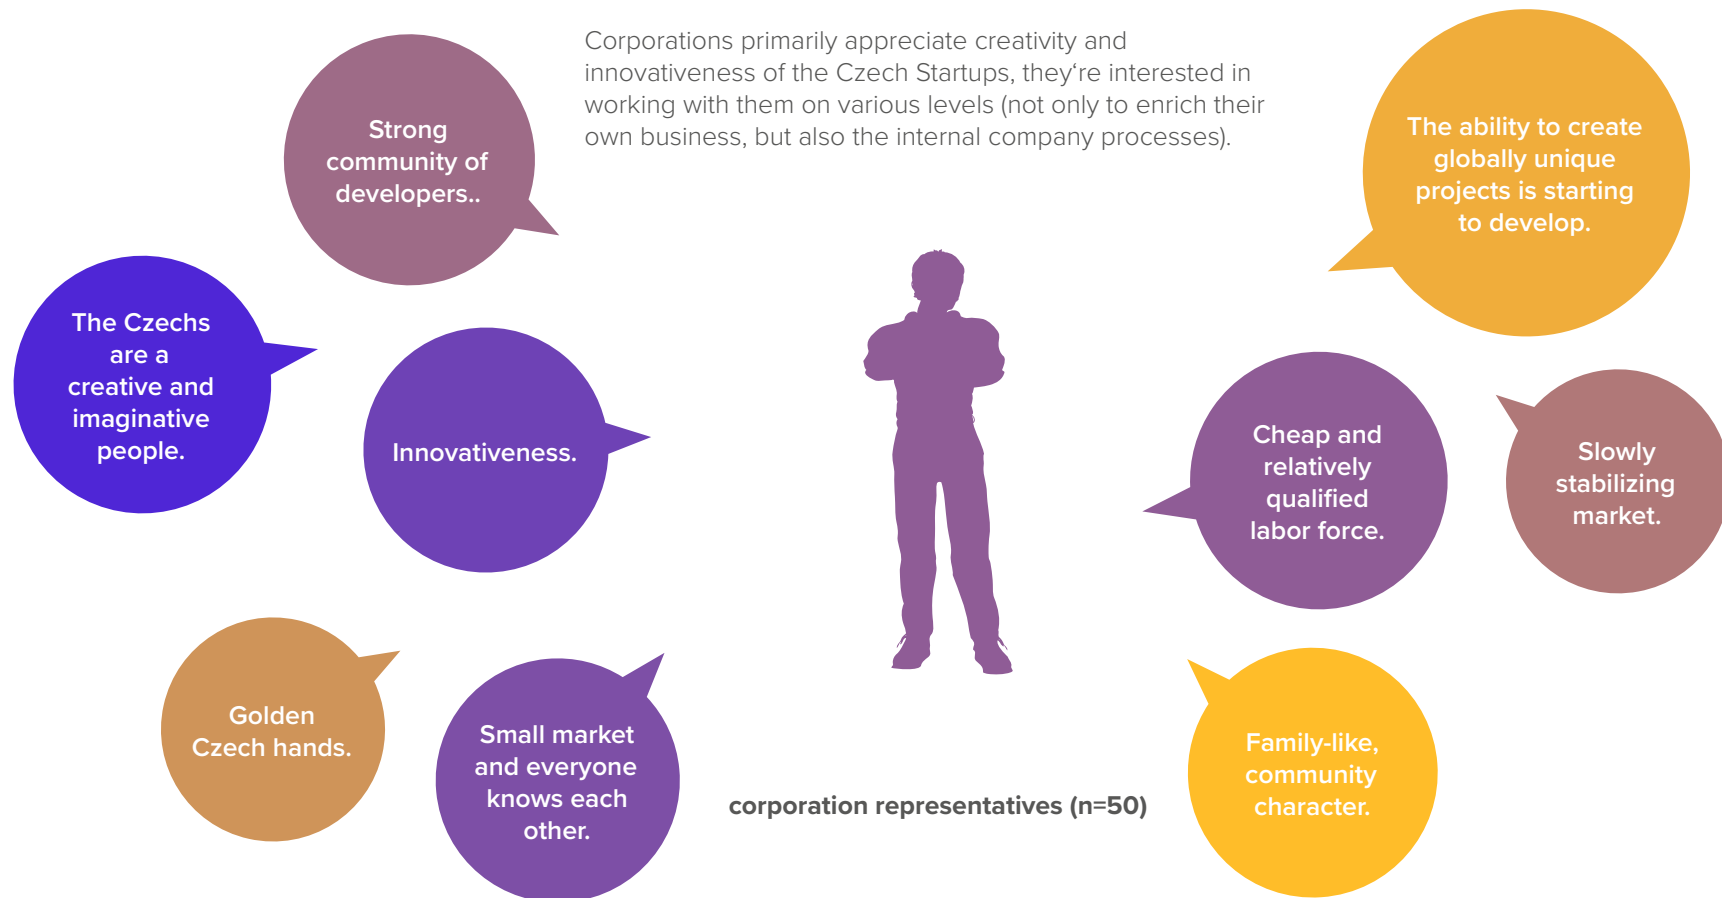 Corporations primarily appreciate creativity and
innovativeness of the Czech Startups, they‘re interested in
working with them on various levels (not only to enrich their
own business, but also the internal company processes).
Strong
community of
developers..
The ability to create
globally unique
projects is starting
to develop.
The Czechs
are a
creative and
imaginative
people.
Innovativeness.
Cheap and
relatively
qualified
labor force.
Slowly
stabilizing
market.
Golden
Czech hands.
Small market
and everyone
knows each
other.
corporation representatives (n=50)
Family-like,
community
character.